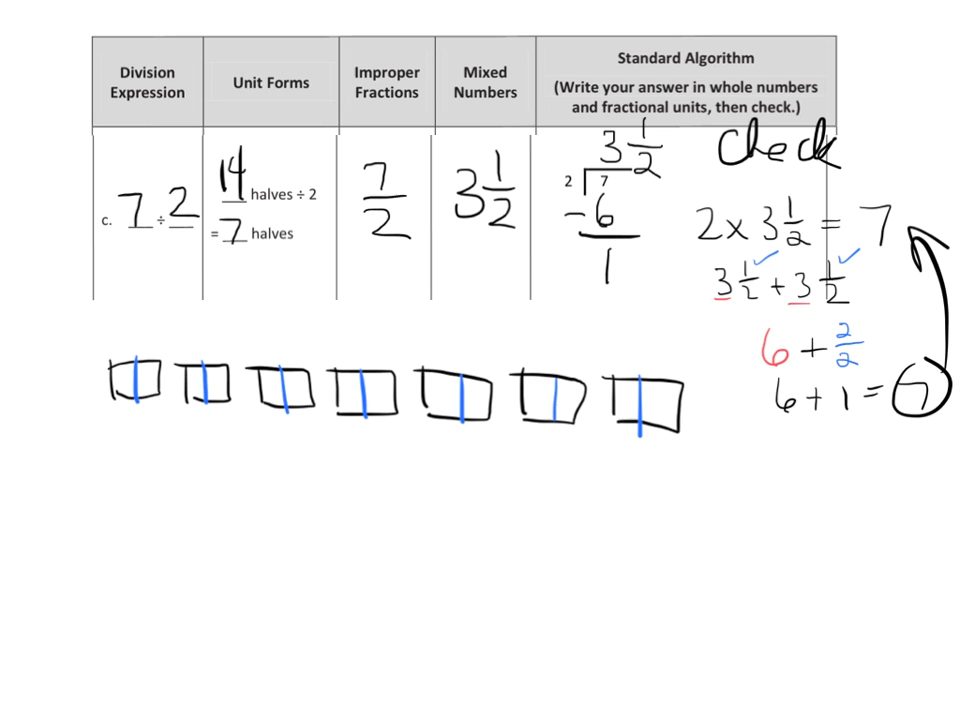 Division Expression
Unit Forms
Improper Fractions
Mixed Numbers
Standard Algorithm
(Write your answer in whole numbers
and fractional units, then check.)
c. 7 ÷ 2
14 halves ÷ 2
= 7 halves
7/2
3 1/2
3 1/2
2 7
- 6
1
Check
2 x 3 1/2 = 7
3 1/2 + 3 1/2
6 + 2/2
6 + 1 = 7